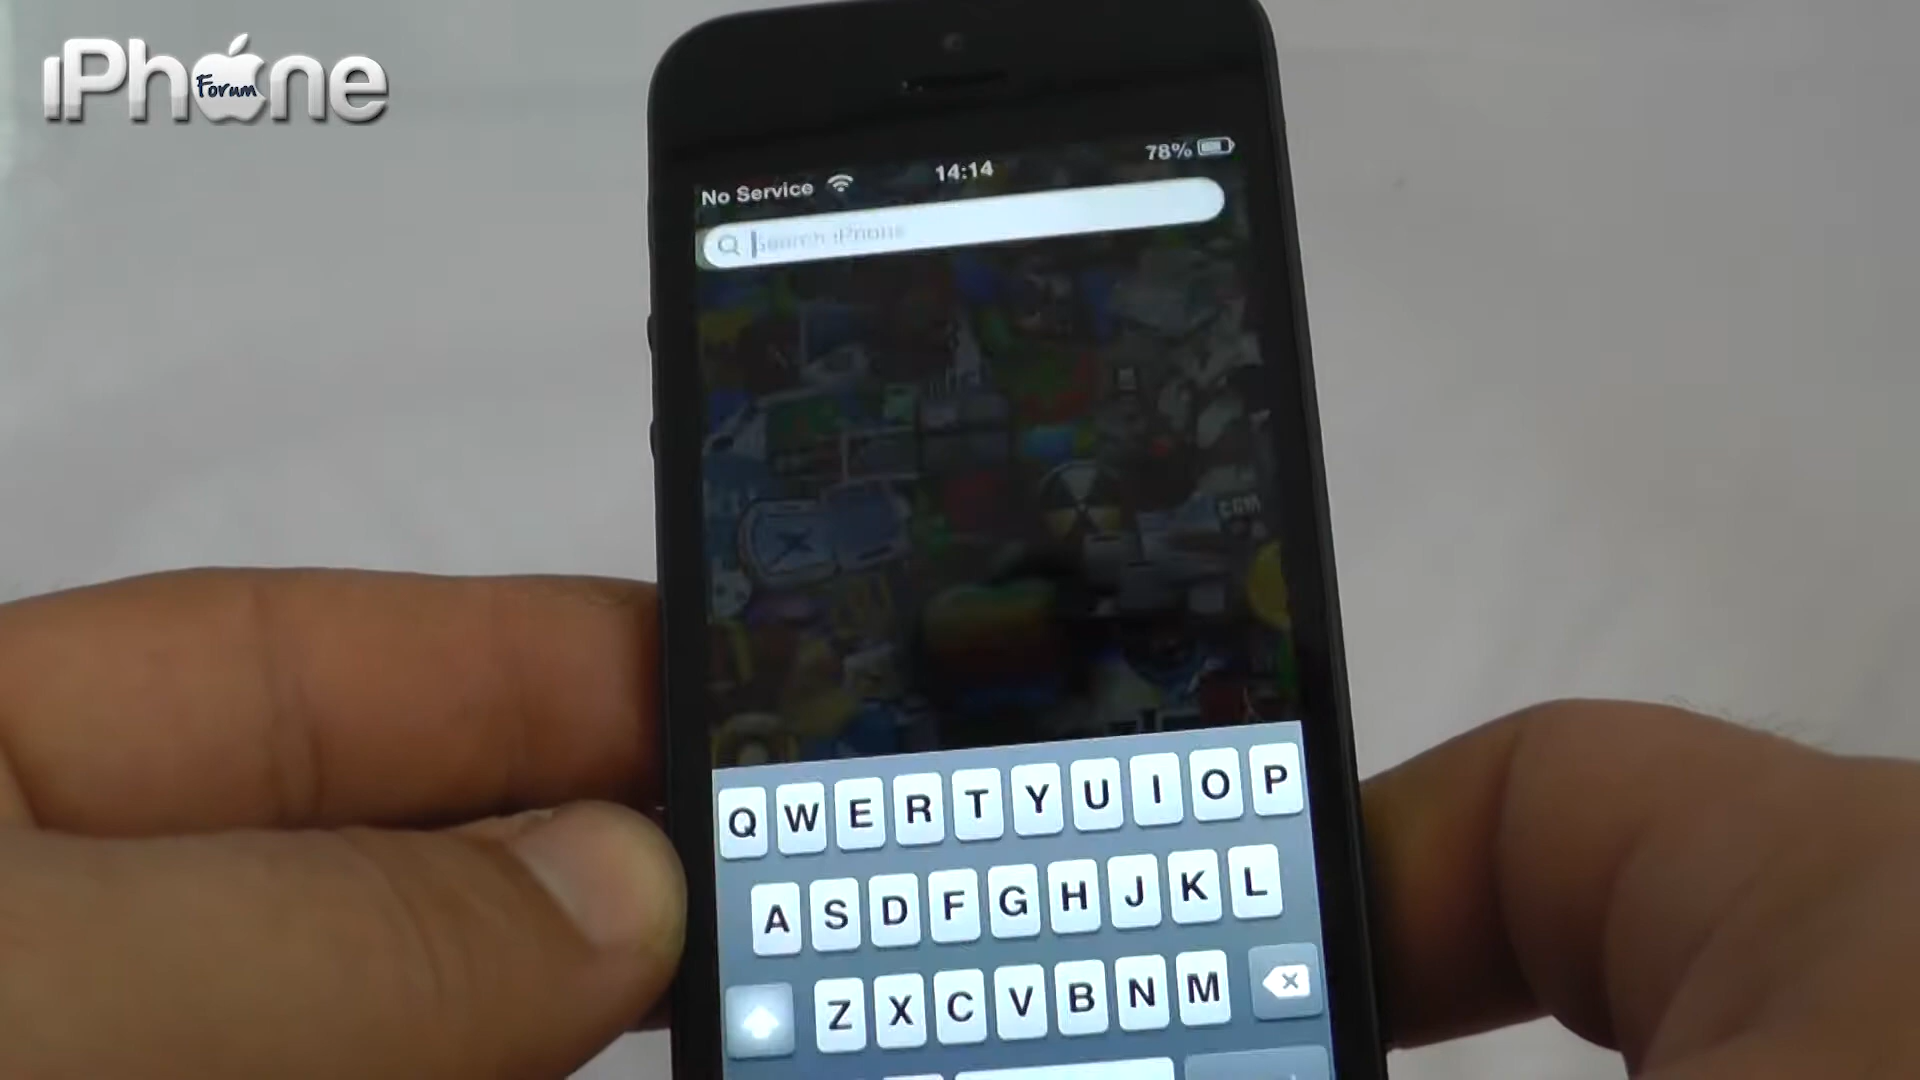 iPhone
Forum
No Service 14:14 78%
Search iPhone
Q W E R T Y U I O P
A S D F G H J K L
Z X C V B N M